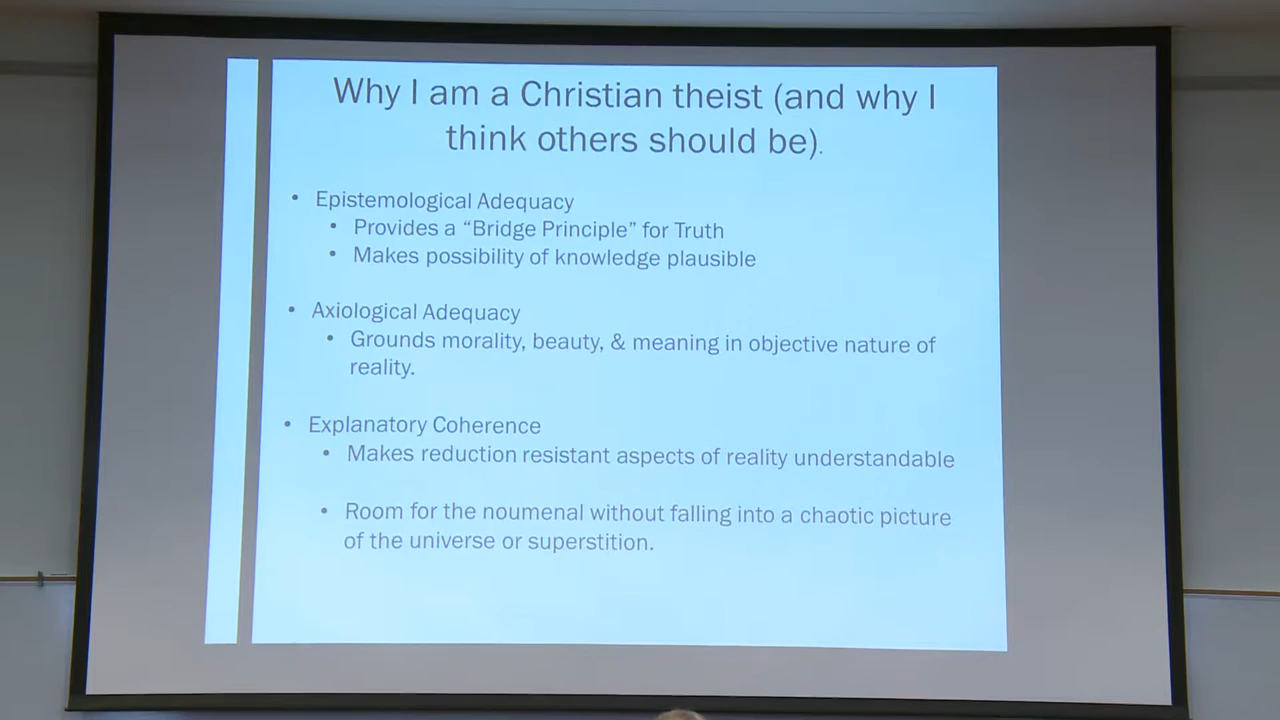 Why I am a Christian theist (and why I
think others should be).
• Epistemological Adequacy
• Provides a “Bridge Principle” for Truth
• Makes possibility of knowledge plausible
• Axiological Adequacy
• Grounds morality, beauty, & meaning in objective nature of
reality.
• Explanatory Coherence
• Makes reduction resistant aspects of reality understandable
• Room for the noumenal without falling into a chaotic picture
of the universe or superstition.